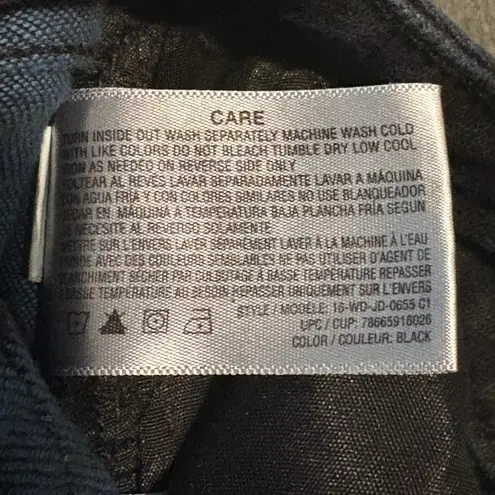 CARE
TURN INSIDE OUT WASH SEPARATELY MACHINE WASH COLD
WITH LIKE COLORS DO NOT BLEACH TUMBLE DRY LOW COOL
IRON AS NEEDED ON REVERSE SIDE ONLY
VOLTEAR AL REVÉS LAVAR SEPARADAMENTE LAVAR A MÁQUINA
CON AGUA FRÍA Y CON COLORES SIMILARES NO USE BLANQUEADOR
SECAR EN MÁQUINA A TEMPERATURA BAJA PLANCHA FRÍA SEGUN
SE NECESITE AL REVERSO SOLAMENTE
METTRE SUR L'ENVERS LAVER SÉPARÉMENT LAVER À LA MACHINE À L'EAU
FROIDE AVEC DES COULEURS SEMBLABLES NE PAS UTILISER D'AGENT DE
BLANCHIMENT SÉCHER PAR CULBUTAGE À BASSE TEMPÉRATURE REPASSER
À BASSE TEMPÉRATURE AU BESOIN REPASSER UNIQUEMENT SUR L'ENVERS
STYLE / MODÈLE: 16-WD-JD-0655 C1
UPC / CUP: 78665916026
COLOR / COULEUR: BLACK